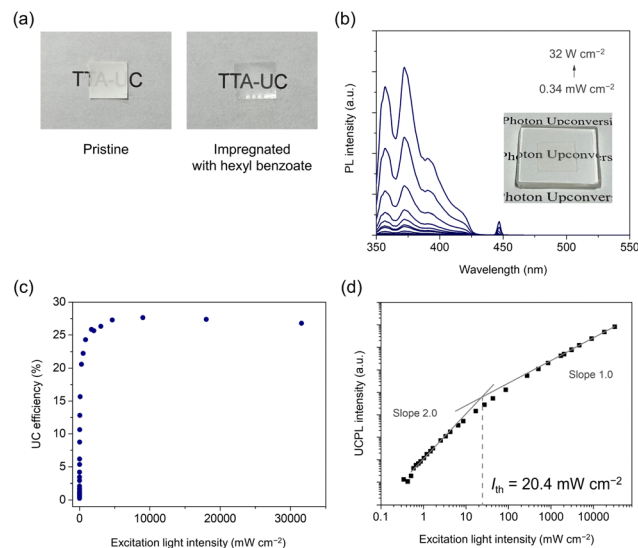 (a)
TTA-UC
TTA-UC
Pristine
Impregnated
with hexyl benzoate
(b)
PL intensity (a.u.)
32 W cm⁻²
0.34 mW cm⁻²
Photon Upconversi
Photon Upconvers
Photon Upconver
350 400 450 500 550
Wavelength (nm)
(c)
UC efficiency (%)
30
25
20
15
10
5
0
0 10000 20000 30000
Excitation light intensity (mW cm⁻²)
(d)
UCPL intensity (a.u.)
Slope 2.0
Slope 1.0
Ith = 20.4 mW cm⁻²
0.1 1 10 100 1000 10000
Excitation light intensity (mW cm⁻²)